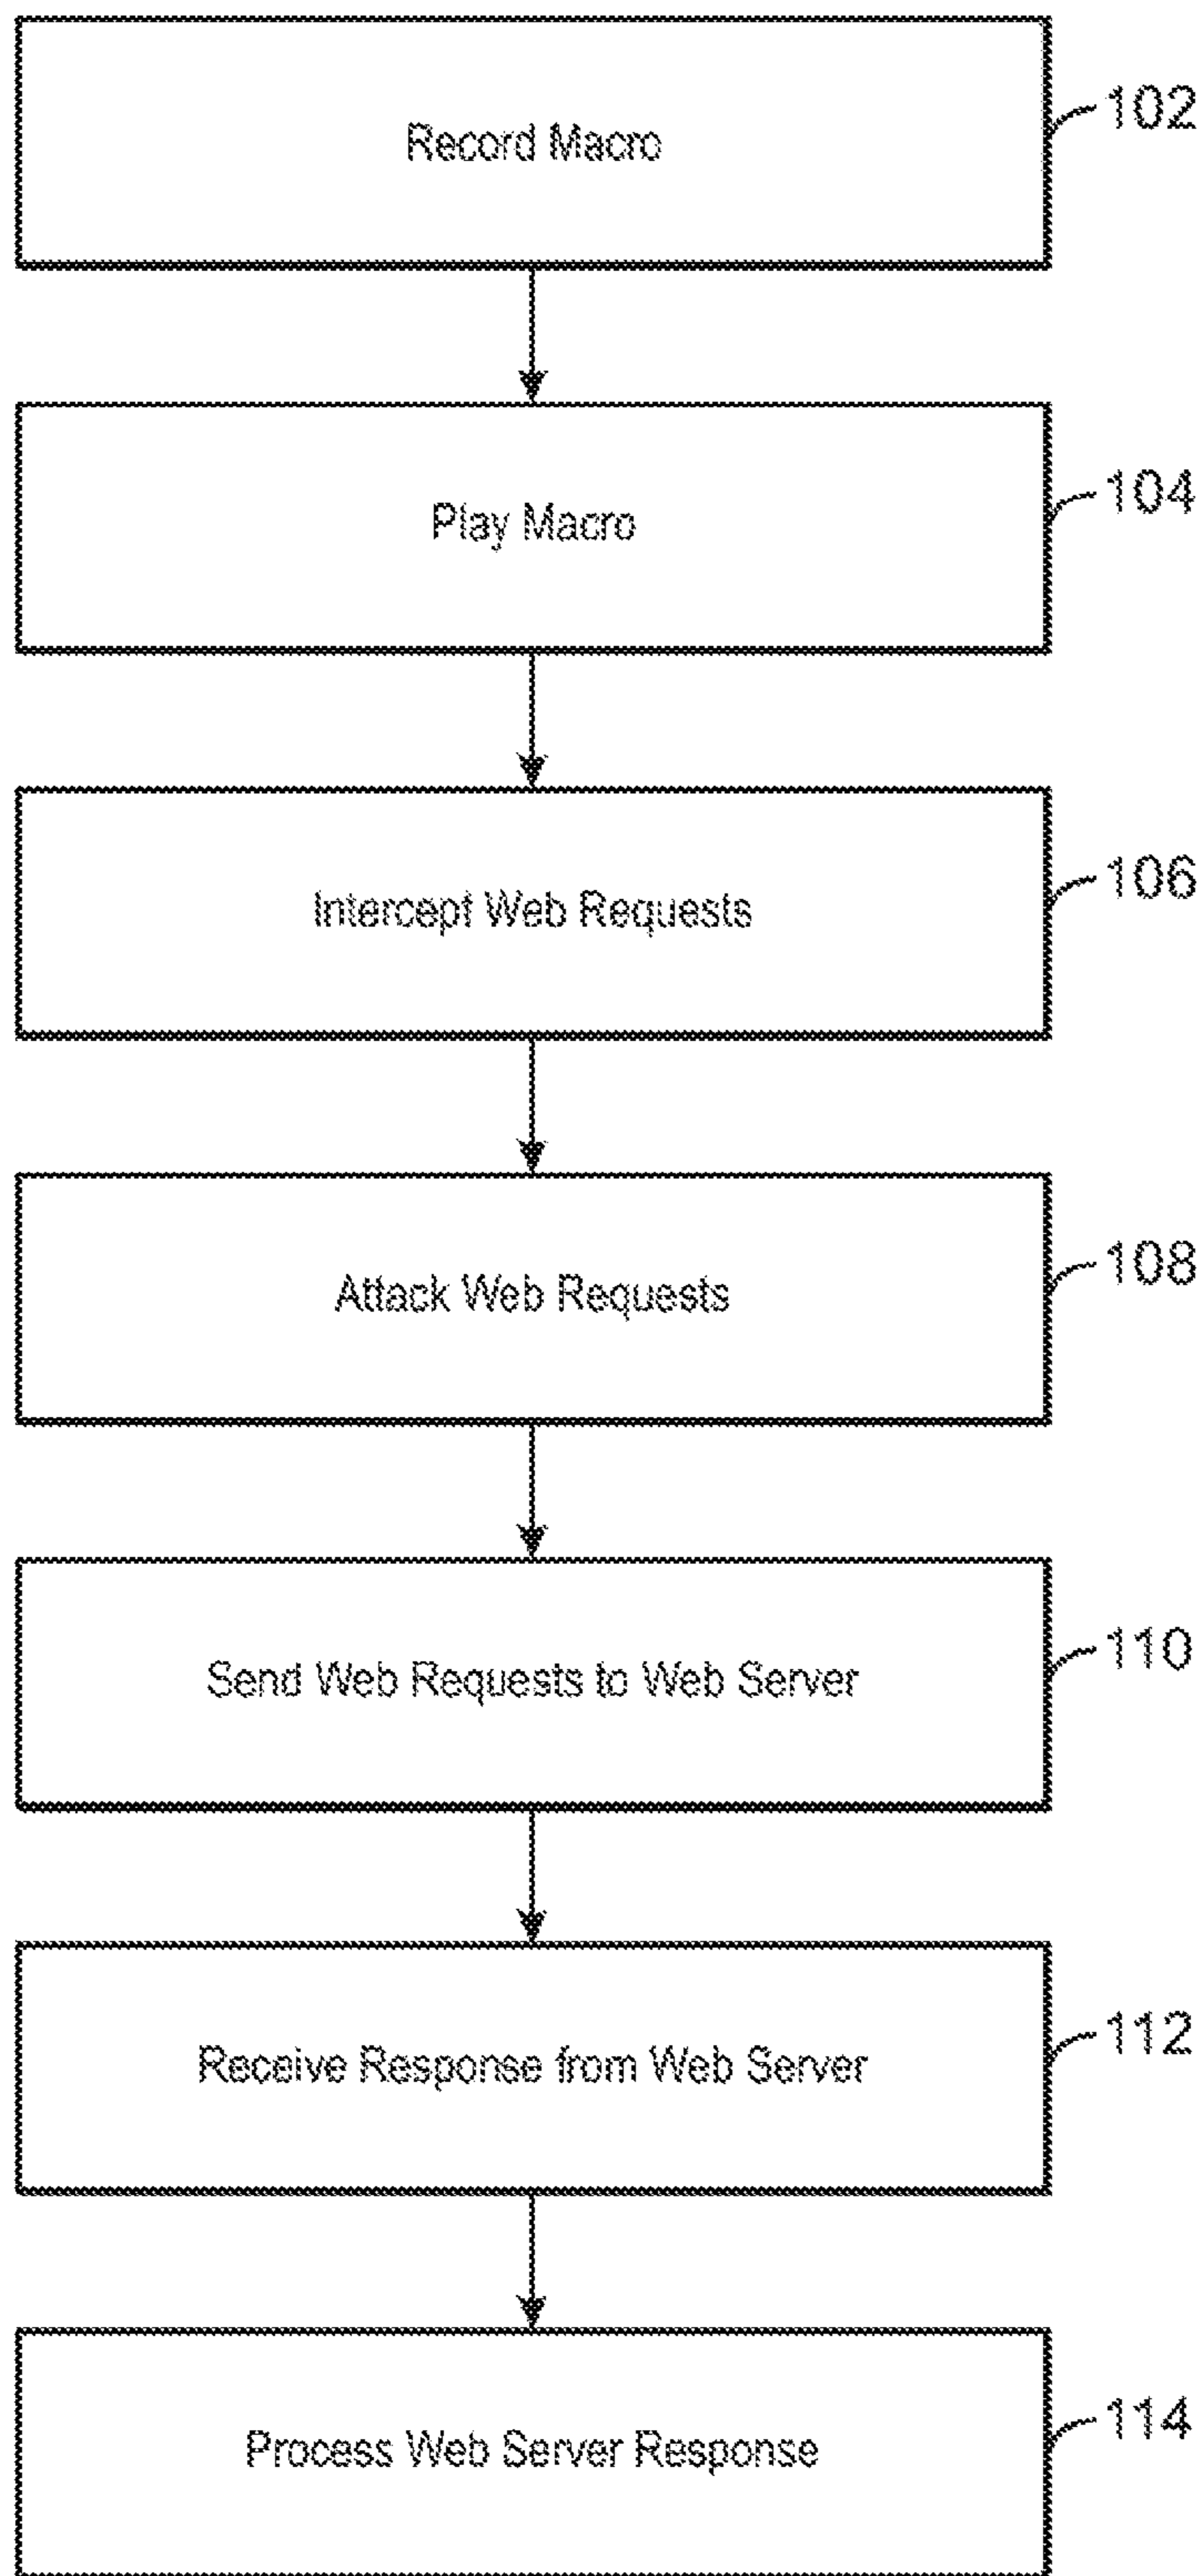 Record Macro
102
Play Macro
104
Intercept Web Requests
106
Attack Web Requests
108
Send Web Requests to Web Server
110
Receive Response from Web Server
112
Process Web Server Response
114